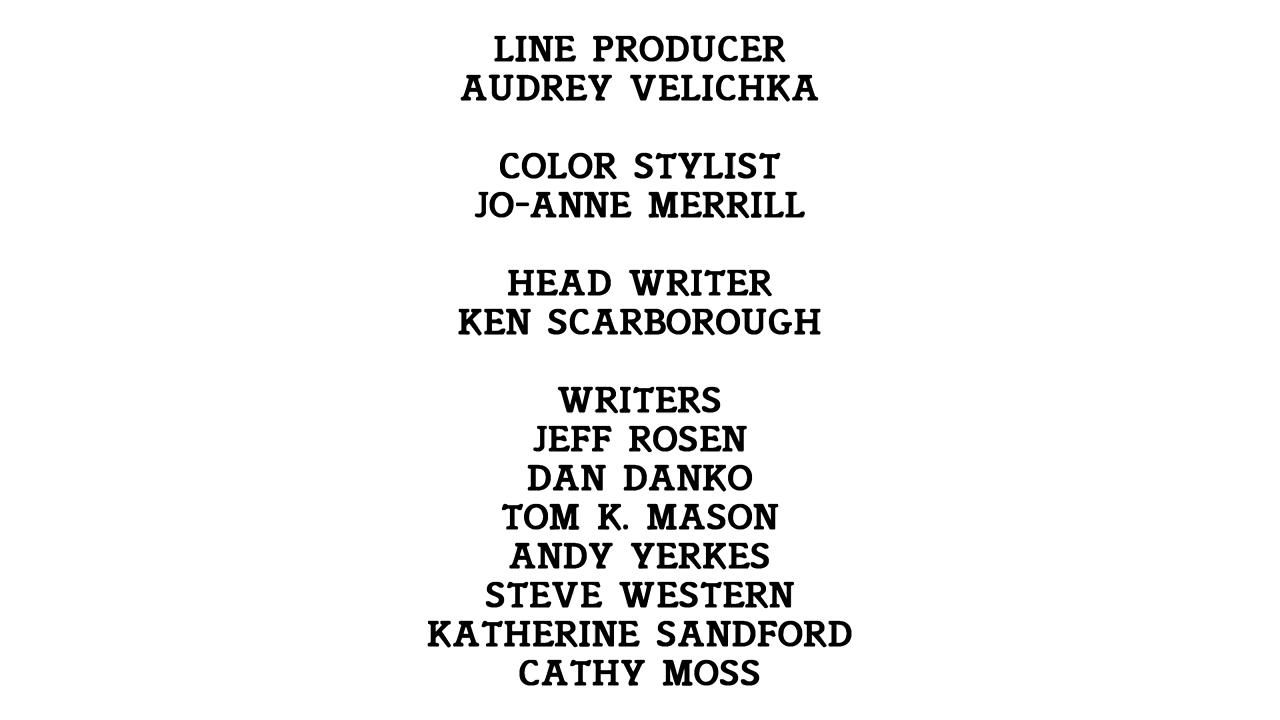 LINE PRODUCER
AUDREY VELICHKA
COLOR STYLIST
JO-ANNE MERRILL
HEAD WRITER
KEN SCARBOROUGH
WRITERS
JEFF ROSEN
DAN DANKO
TOM K. MASON
ANDY YERKES
STEVE WESTERN
KATHERINE SANDFORD
CATHY MOSS